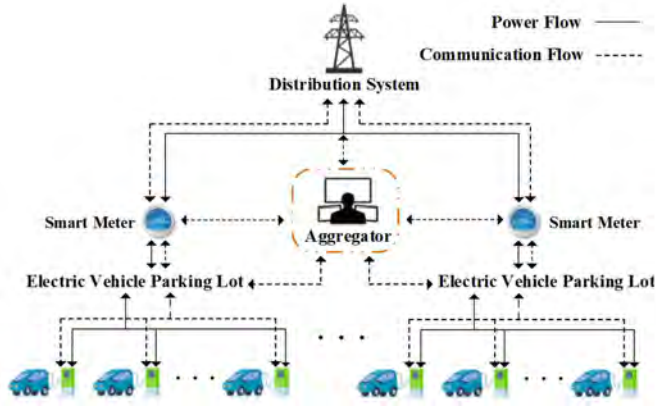 Power Flow
Communication Flow
Distribution System
Smart Meter
Aggregator
Smart Meter
Electric Vehicle Parking Lot
Electric Vehicle Parking Lot